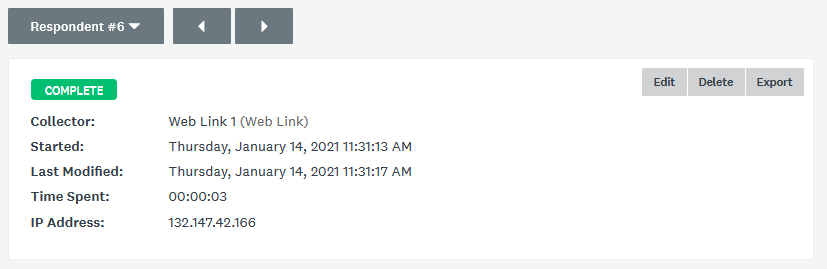 Respondent #6
COMPLETE
Edit Delete Export
Collector: Web Link 1 (Web Link)
Started: Thursday, January 14, 2021 11:31:13 AM
Last Modified: Thursday, January 14, 2021 11:31:17 AM
Time Spent: 00:00:03
IP Address: 132.147.42.166